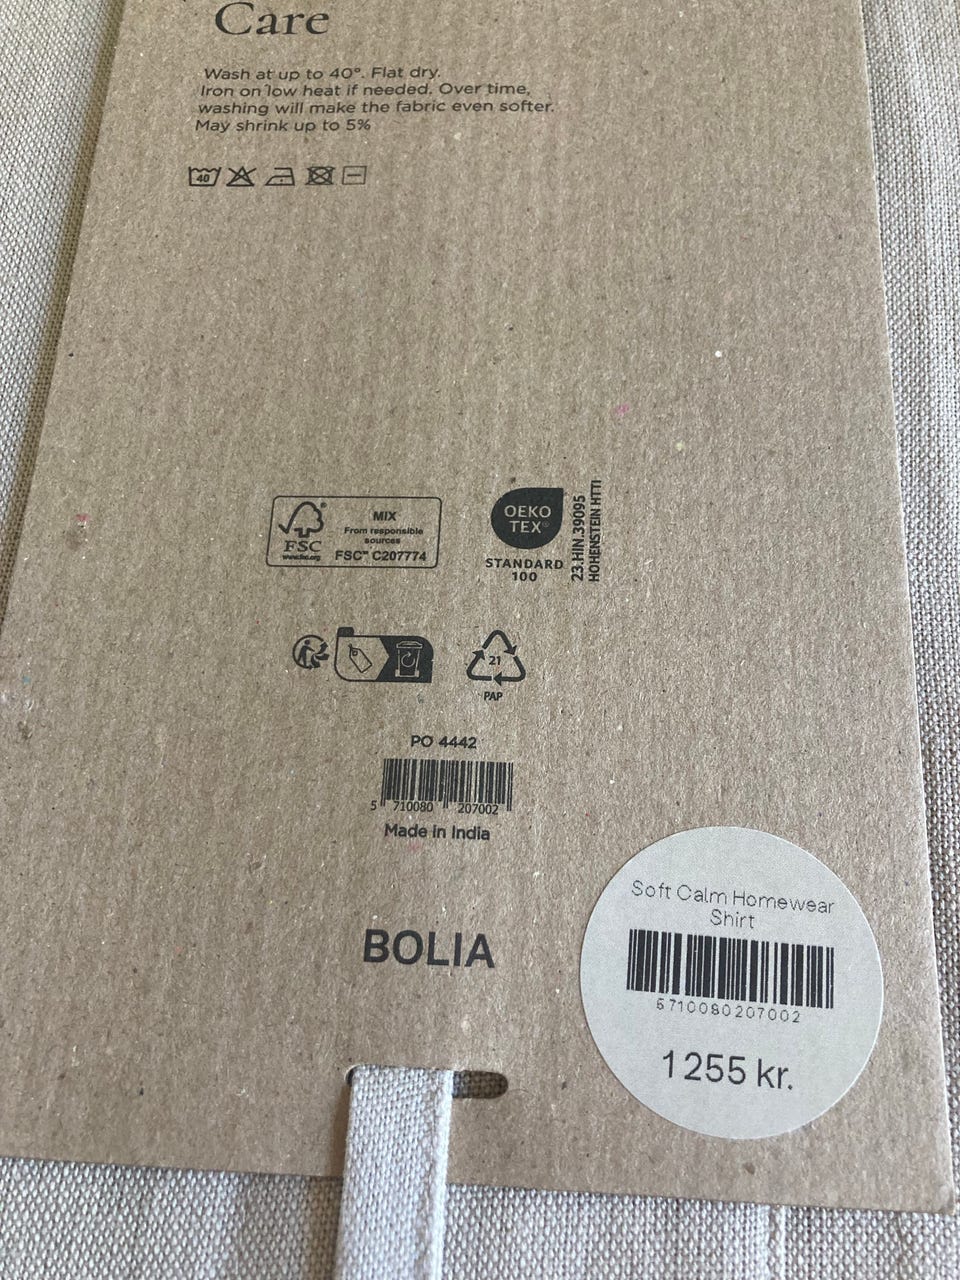 Care
Wash at up to 40°. Flat dry.
Iron on low heat if needed. Over time,
washing will make the fabric even softer.
May shrink up to 5%
40
MIX
From responsible
sources
FSC™ C207774
FSC
www.fsc.org
OEKO
TEX®
STANDARD
100
23.HIN.39095
HOHENSTEIN HTTI
21
PAP
PO 4442
5 710080 207002
Made in India
BOLIA
Soft Calm Homewear
Shirt
5710080207002
1255 kr.